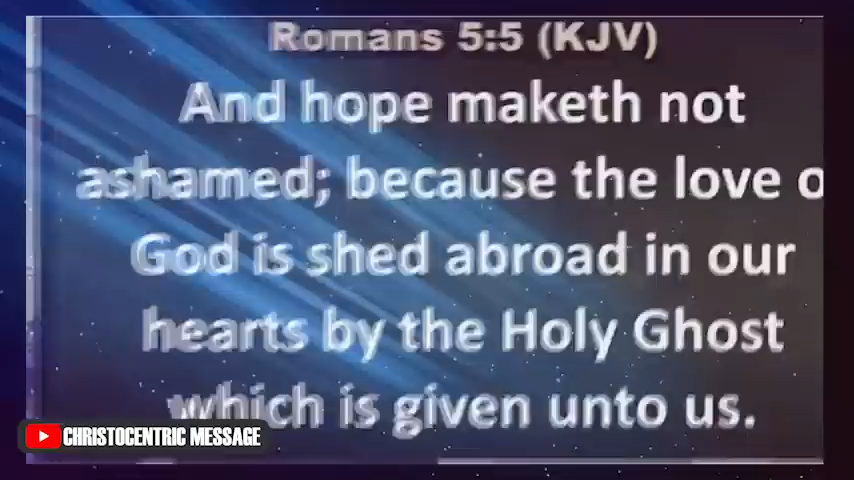 Romans 5:5 (KJV)
And hope maketh not
ashamed; because the love o
God is shed abroad in our
hearts by the Holy Ghost
which is given unto us.
CHRISTOCENTRIC MESSAGE